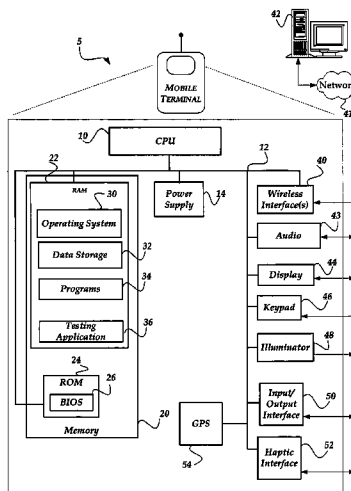 42
5
MOBILE
TERMINAL
Network
41
10
CPU
12
22
RAM
30
Operating System
Data Storage
32
Programs
34
Testing
Application
36
24
ROM
26
BIOS
20
Memory
Power
Supply
14
40
Wireless
Interface(s)
43
Audio
44
Display
46
Keypad
48
Illuminator
Input/
Output
Interface
50
52
Haptic
Interface
GPS
54